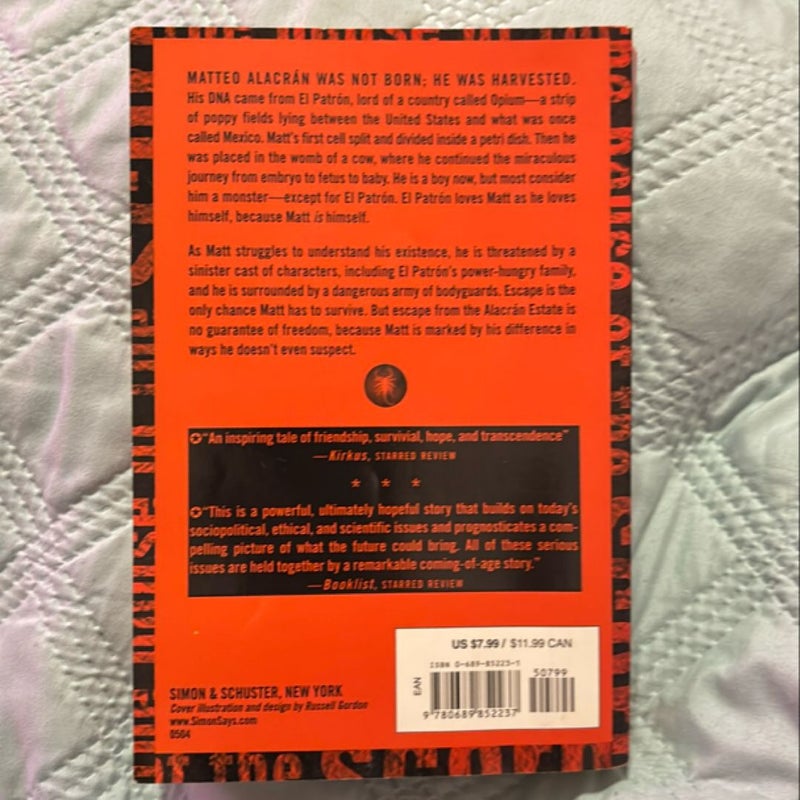 MATTEO ALACRÁN WAS NOT BORN; HE WAS HARVESTED.
His DNA came from El Patrón, lord of a country called Opium—a strip
of poppy fields lying between the United States and what was once
called Mexico. Matt's first cell split and divided inside a petri dish. Then he
was placed in the womb of a cow, where he continued the miraculous
journey from embryo to fetus to baby. He is a boy now, but most consider
him a monster—except for El Patrón. El Patrón loves Matt as he loves
himself, because Matt is himself.
As Matt struggles to understand his existence, he is threatened by a
sinister cast of characters, including El Patrón's power-hungry family,
and he is surrounded by a dangerous army of bodyguards. Escape is the
only chance Matt has to survive. But escape from the Alacrán Estate is
no guarantee of freedom, because Matt is marked by his difference in
ways he doesn't even suspect.
✪"An inspiring tale of friendship, survivial, hope, and transcendence"
—Kirkus, STARRED REVIEW
* * *
✪"This is a powerful, ultimately hopeful story that builds on today's
sociopolitical, ethical, and scientific issues and prognosticates a com-
pelling picture of what the future could bring. All of these serious
issues are held together by a remarkable coming-of-age story."
—Booklist, STARRED REVIEW
US $7.99 / $11.99 CAN
ISBN 0-689-85223-1
50799
EAN
9 780689 852237
SIMON & SCHUSTER, NEW YORK
Cover illustration and design by Russell Gordon
www.SimonSays.com
0504